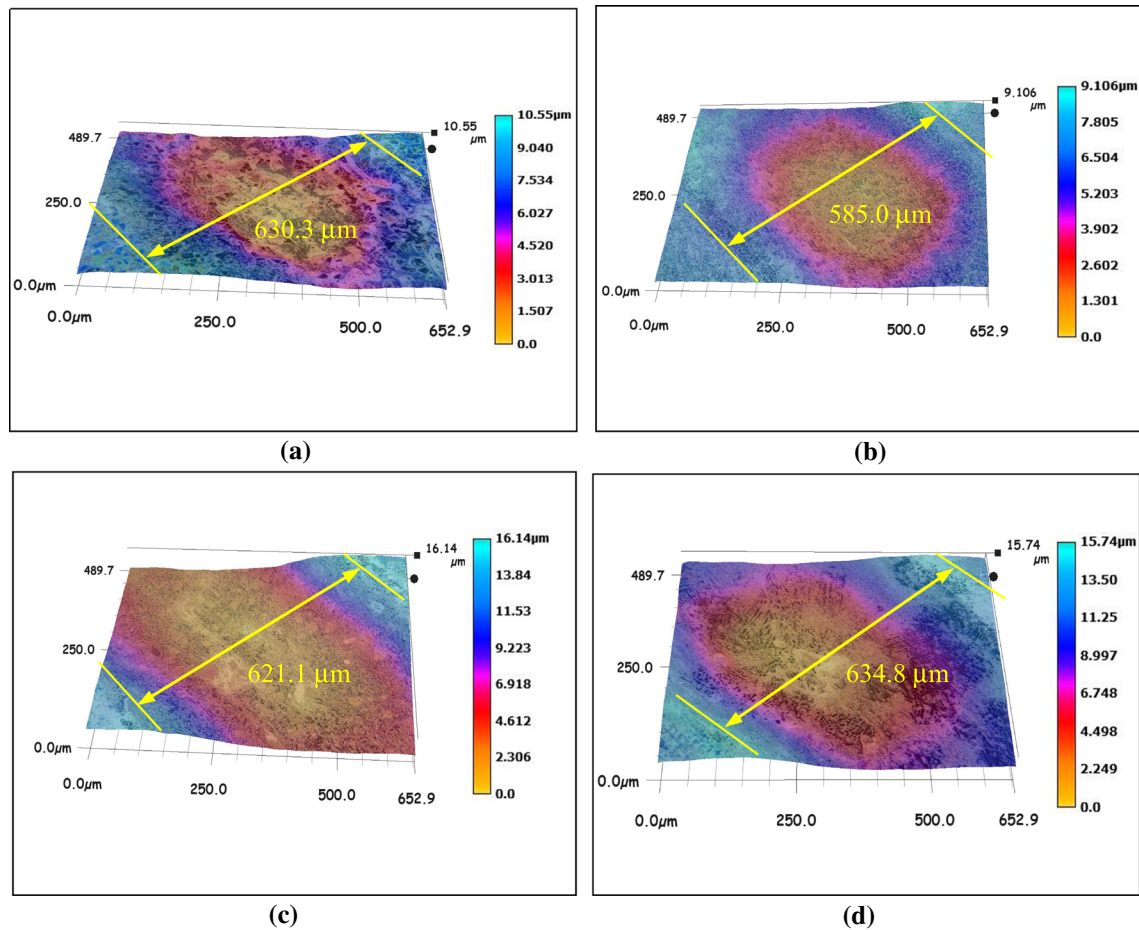 10.55µm
10.55
µm
9.040
7.534
6.027
4.520
3.013
1.507
0.0
489.7
250.0
0.0µm
0.0µm
250.0
500.0
652.9
630.3 µm
(a)
9.106µm
9.106
µm
7.805
6.504
5.203
3.902
2.602
1.301
0.0
489.7
250.0
0.0µm
0.0µm
250.0
500.0
652.9
585.0 µm
(b)
16.14µm
16.14
µm
13.84
11.53
9.223
6.918
4.612
2.306
0.0
489.7
250.0
0.0µm
0.0µm
250.0
500.0
652.9
621.1 µm
(c)
15.74µm
15.74
µm
13.50
11.25
8.997
6.748
4.498
2.249
0.0
489.7
250.0
0.0µm
0.0µm
250.0
500.0
652.9
634.8 µm
(d)